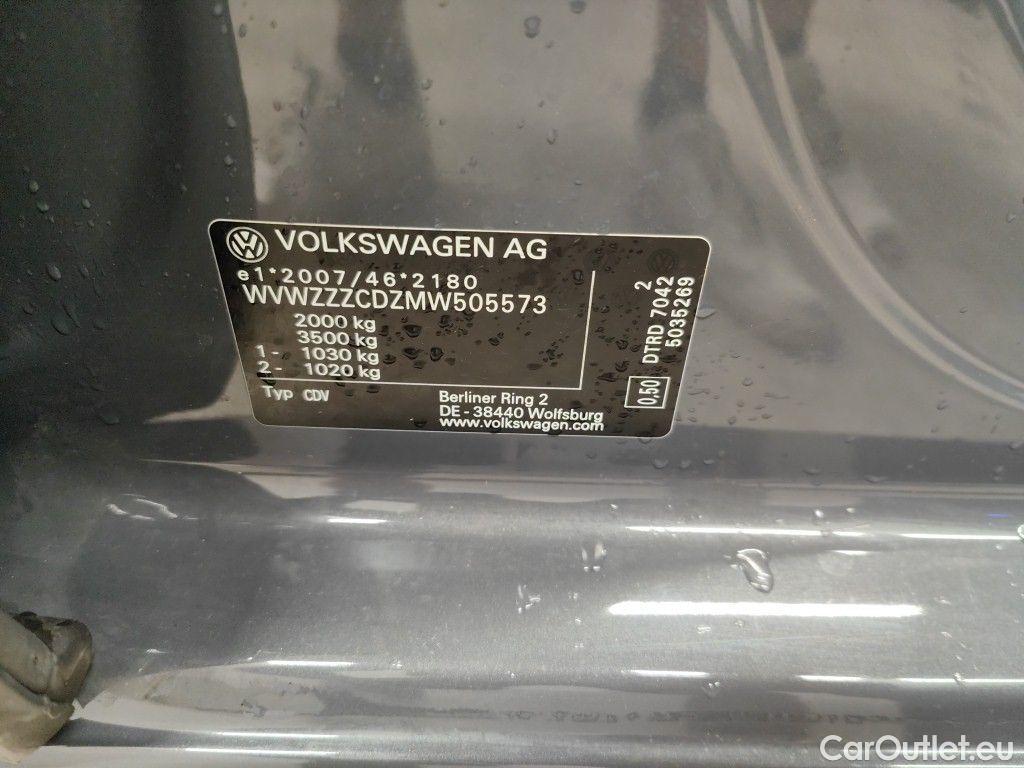 VOLKSWAGEN AG
e1*2007/46*2180
WVWZZZCDZMW505573
2000 kg
3500 kg
1 - 1030 kg
2 - 1020 kg
Typ CDV
Berliner Ring 2
DE - 38440 Wolfsburg
www.volkswagen.com
0,50
DTRID 7042 2
5035269
CarOutlet.eu